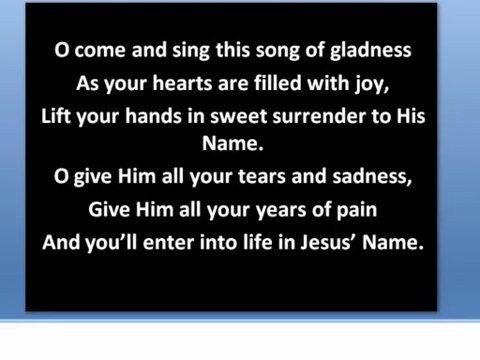 O come and sing this song of gladness
As your hearts are filled with joy,
Lift your hands in sweet surrender to His
Name.
O give Him all your tears and sadness,
Give Him all your years of pain
And you’ll enter into life in Jesus’ Name.